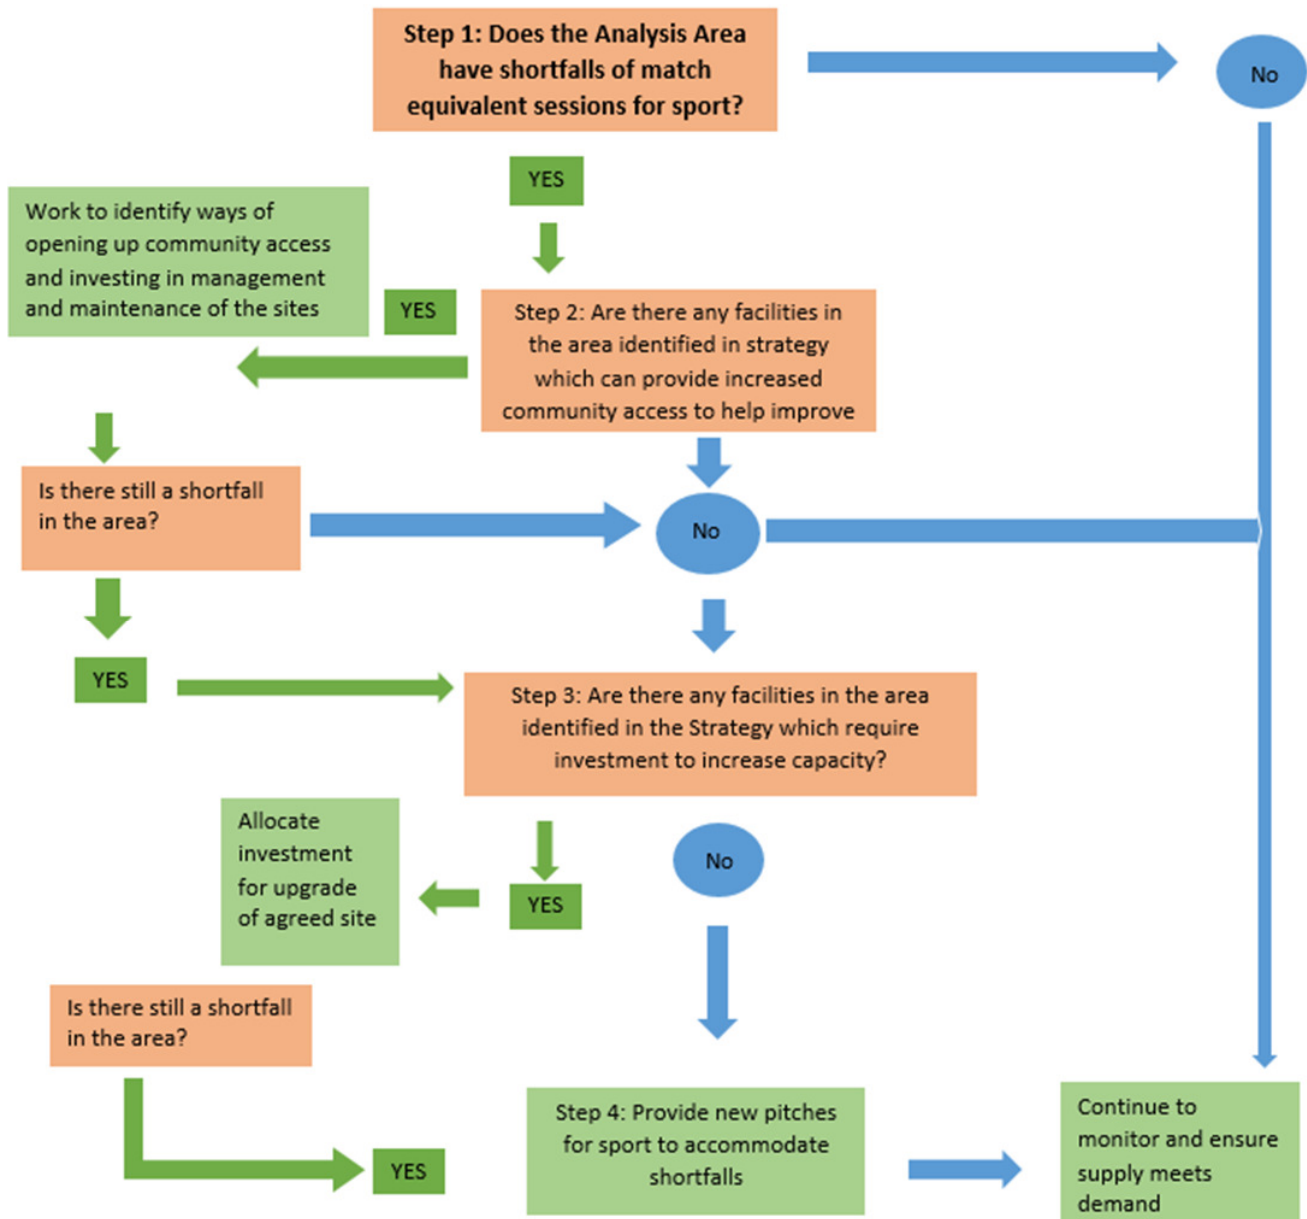 Step 1: Does the Analysis Area
have shortfalls of match
equivalent sessions for sport?
No
YES
Work to identify ways of
opening up community access
and investing in management
and maintenance of the sites
YES
Step 2: Are there any facilities in
the area identified in strategy
which can provide increased
community access to help improve
Is there still a shortfall
in the area?
No
YES
Step 3: Are there any facilities in the area
identified in the Strategy which require
investment to increase capacity?
Allocate
investment
for upgrade
of agreed site
YES
No
Is there still a shortfall
in the area?
YES
Step 4: Provide new pitches
for sport to accommodate
shortfalls
Continue to
monitor and ensure
supply meets
demand